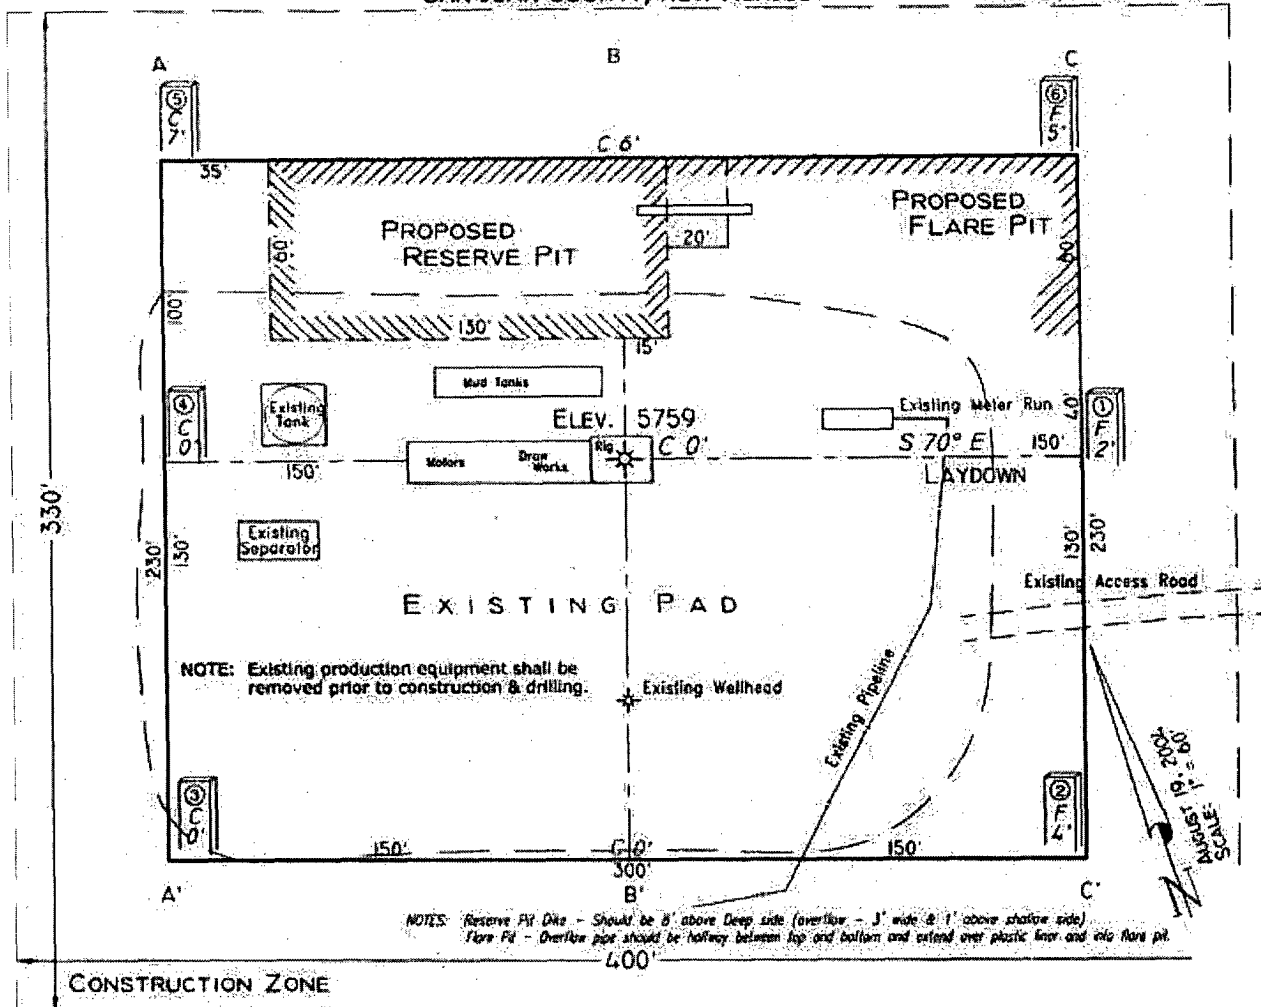 A
B
C
⑤
C
7'
⑥
F
5'
C 6'
35'
PROPOSED
RESERVE PIT
20'
PROPOSED
FLARE PIT
60'
60'
100'
130'
15'
Mud Tanks
④
C
0'
Existing
Tank
ELEV. 5759
Existing Meter Run
40'
①
F
2'
Rig
C 0'
S 70° E
150'
150'
Motors
Draw
Works
LAYDOWN
330'
Existing
Separator
230'
130'
130'
230'
Existing Access Road
EXISTING PAD
NOTE: Existing production equipment shall be
removed prior to construction & drilling.
Existing Wellhead
Existing Pipeline
③
C
0'
②
F
4'
AUGUST 19, 2004
SCALE: 1" = 60'
N
150'
C 0'
150'
300'
A'
B'
C'
NOTES: Reserve Pit Dike - Should be 8' above Deep side (overflow - 3' wide & 1' above shallow side)
Flare Pit - Overflow pipe should be halfway between top and bottom and extend over plastic liner and into flare pit.
400'
CONSTRUCTION ZONE